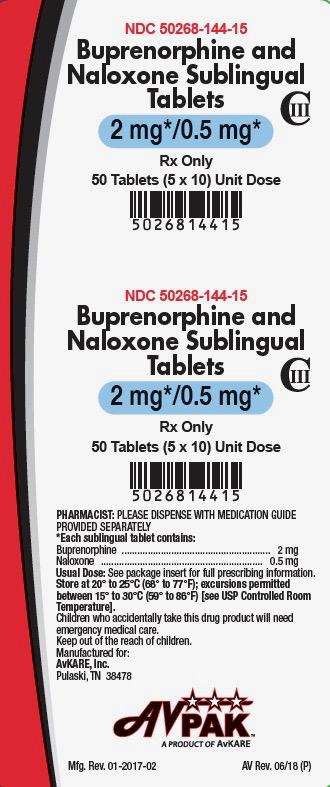 NDC 50268-144-15
Buprenorphine and
Naloxone Sublingual
Tablets
CIII
2 mg*/0.5 mg*
Rx Only
50 Tablets (5 x 10) Unit Dose
5026814415
NDC 50268-144-15
Buprenorphine and
Naloxone Sublingual
Tablets
CIII
2 mg*/0.5 mg*
Rx Only
50 Tablets (5 x 10) Unit Dose
5026814415
PHARMACIST: PLEASE DISPENSE WITH MEDICATION GUIDE
PROVIDED SEPARATELY
*Each sublingual tablet contains:
Buprenorphine ........................................................ 2 mg
Naloxone ............................................................. 0.5 mg
Usual Dose: See package insert for full prescribing information.
Store at 20° to 25°C (68° to 77°F); excursions permitted
between 15° to 30°C (59° to 86°F) [see USP Controlled Room
Temperature].
Children who accidentally take this drug product will need
emergency medical care.
Keep out of the reach of children.
Manufactured for:
AvKARE, Inc.
Pulaski, TN 38478
AVPAK™
A PRODUCT OF AvKARE
Mfg. Rev. 01-2017-02 AV Rev. 06/18 (P)